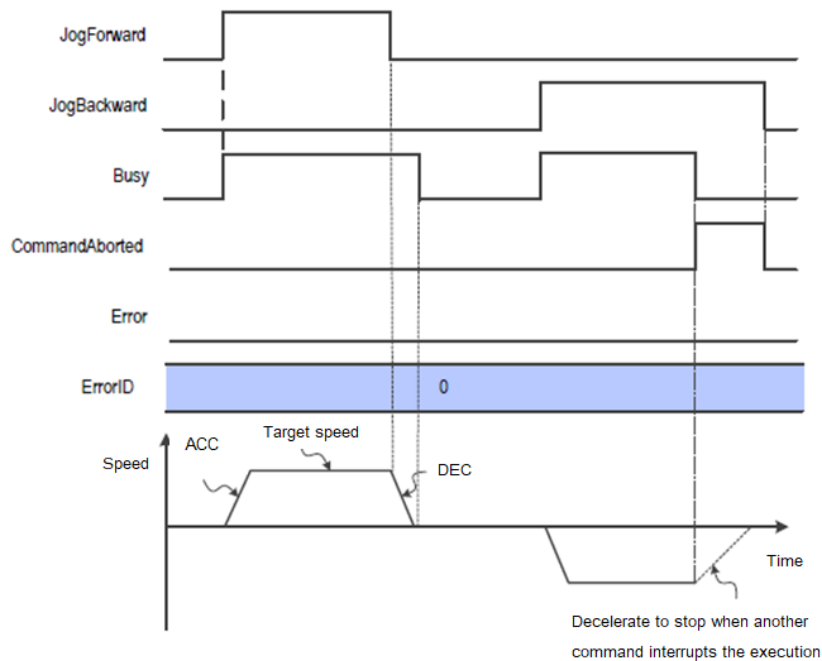 JogForward
JogBackward
Busy
CommandAborted
Error
ErrorID
0
Target speed
ACC
Speed
DEC
Time
Decelerate to stop when another
command interrupts the execution